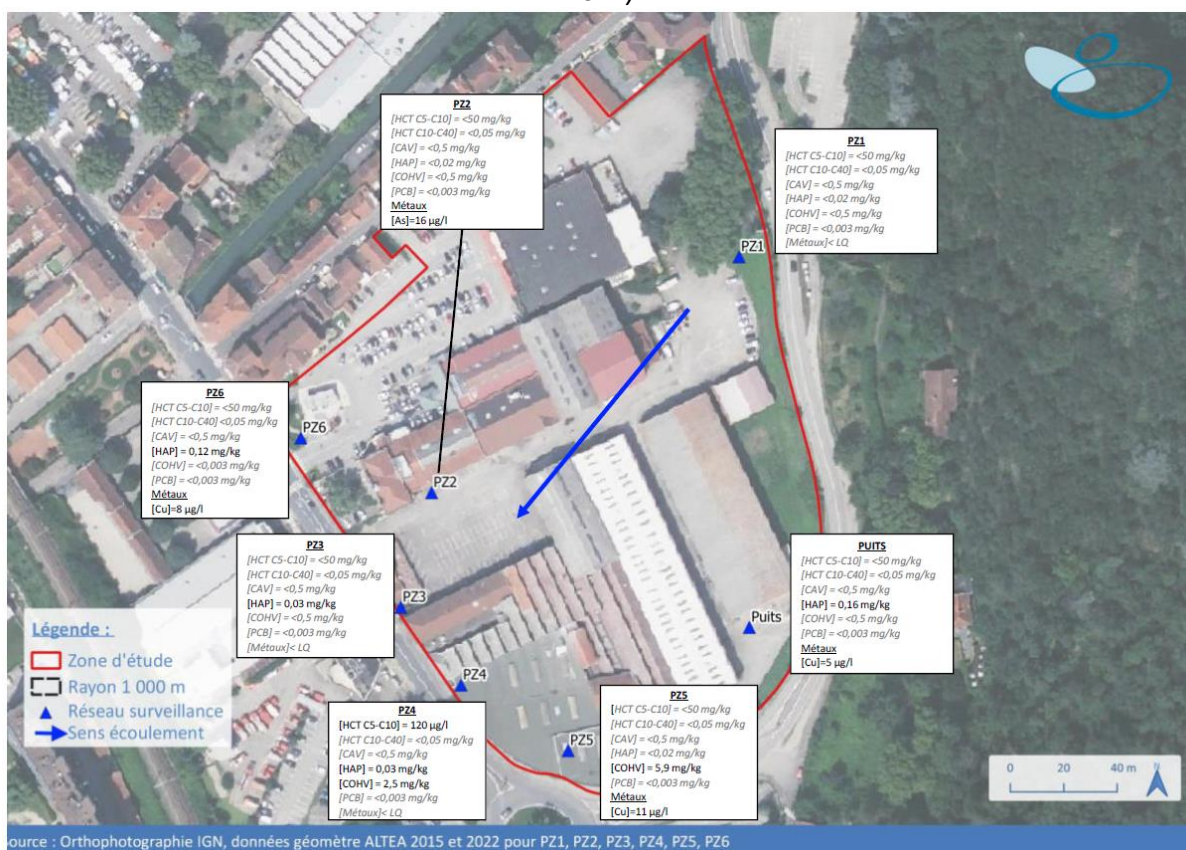 PZ2
[HCT C5-C10] = <50 mg/kg
[HCT C10-C40] = <0,05 mg/kg
[CAV] = <0,5 mg/kg
[HAP] = <0,02 mg/kg
[COHV] = <0,5 mg/kg
[PCB] = <0,003 mg/kg
Métaux
[As]=16 µg/l
PZ1
[HCT C5-C10] = <50 mg/kg
[HCT C10-C40] = <0,05 mg/kg
[CAV] = <0,5 mg/kg
[HAP] = <0,02 mg/kg
[COHV] = <0,5 mg/kg
[PCB] = <0,003 mg/kg
[Métaux]< LQ
PZ1
PZ6
[HCT C5-C10] = <50 mg/kg
[HCT C10-C40] <0,05 mg/kg
[CAV] = <0,5 mg/kg
[HAP] = 0,12 mg/kg
[COHV] = <0,003 mg/kg
[PCB] = <0,003 mg/kg
Métaux
[Cu]=8 µg/l
PZ6
PZ2
PZ3
[HCT C5-C10] = <50 mg/kg
[HCT C10-C40] = <0,05 mg/kg
[CAV] = <0,5 mg/kg
[HAP] = 0,03 mg/kg
[COHV] = <0,5 mg/kg
[PCB] = <0,003 mg/kg
[Métaux]< LQ
PZ3
PUITS
[HCT C5-C10] = <50 mg/kg
[HCT C10-C40] = <0,05 mg/kg
[CAV] = <0,5 mg/kg
[HAP] = 0,16 mg/kg
[COHV] = <0,5 mg/kg
[PCB] = <0,003 mg/kg
Métaux
[Cu]=5 µg/l
Puits
Légende :
Zone d'étude
Rayon 1 000 m
Réseau surveillance
Sens écoulement
PZ4
PZ4
[HCT C5-C10] = 120 µg/l
[HCT C10-C40] = <0,05 mg/kg
[CAV] = <0,5 mg/kg
[HAP] = 0,03 mg/kg
[COHV] = 2,5 mg/kg
[PCB] = <0,003 mg/kg
[Métaux]< LQ
PZ5
PZ5
[HCT C5-C10] = <50 mg/kg
[HCT C10-C40] = <0,05 mg/kg
[CAV] = <0,5 mg/kg
[HAP] = <0,02 mg/kg
[COHV] = 5,9 mg/kg
[PCB] = <0,003 mg/kg
Métaux
[Cu]=11 µg/l
0 20 40 m
N
ource : Orthophotographie IGN, données géomètre ALTEA 2015 et 2022 pour PZ1, PZ2, PZ3, PZ4, PZ5, PZ6